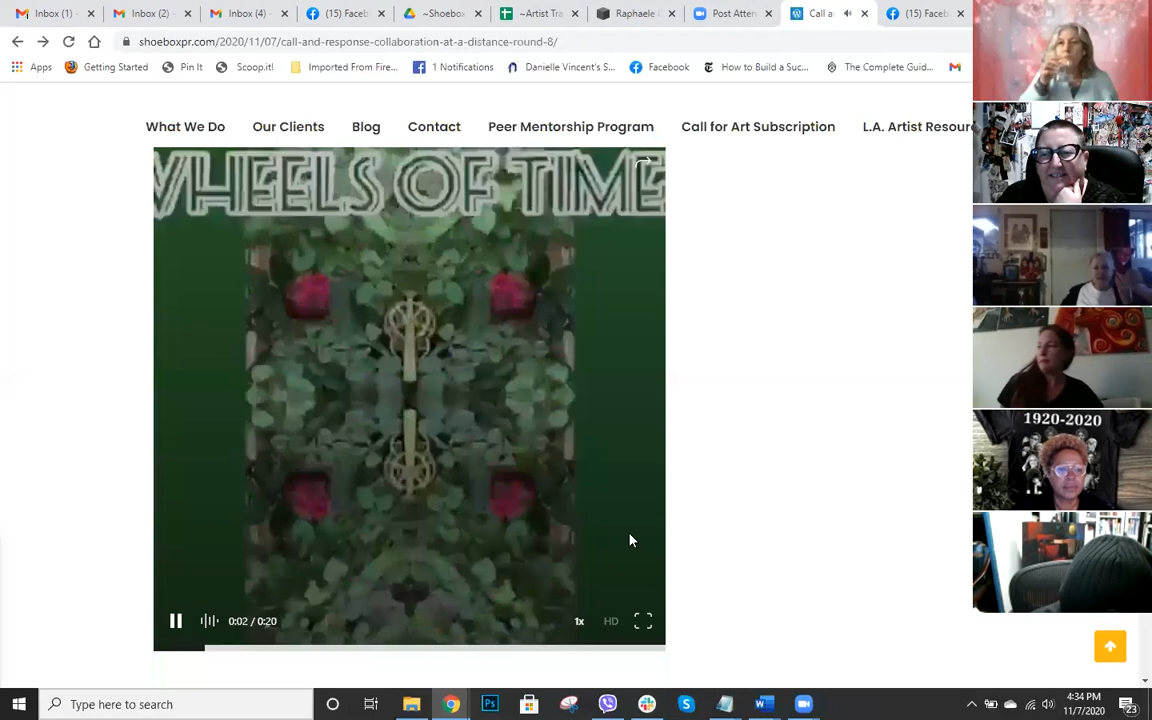 Inbox (1) -
Inbox (2) -
Inbox (4) -
(15) Faceb
~Shoebox
~Artist Tra
Raphaele
Post Atten
Call a
(15) Faceb
shoeboxpr.com/2020/11/07/call-and-response-collaboration-at-a-distance-round-8/
Apps
Getting Started
Pin It
Scoop.it!
Imported From Fire...
1 Notifications
Danielle Vincent's S...
Facebook
How to Build a Suc...
The Complete Guid...
What We Do
Our Clients
Blog
Contact
Peer Mentorship Program
Call for Art Subscription
L.A. Artist Resour
WHEELS OF TIME
0:02 / 0:20
1x
HD
1920-2020
Type here to search
Ps
W
4:34 PM
11/7/2020
23